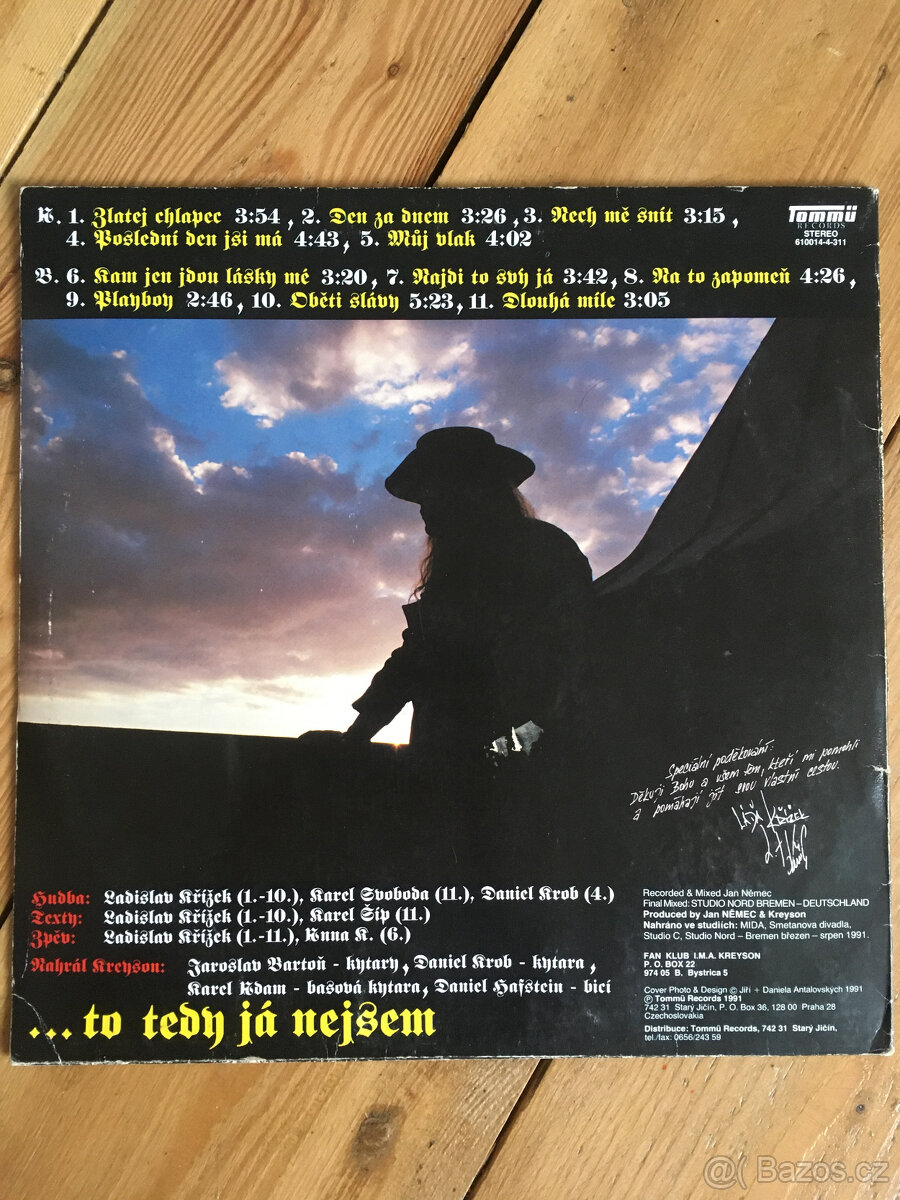 A. 1. Zlatej chlapec 3:54, 2. Den za dnem 3:26, 3. Nech mě snít 3:15,
4. Poslední den jsi má 4:43, 5. Můj vlak 4:02
B. 6. Kam jen jdou lásky mé 3:20, 7. Najdi to svý já 3:42, 8. Na to zapomeň 4:26,
9. Playboy 2:46, 10. Oběti slávy 5:23, 11. Dlouhá míle 3:05
Tommü
RECORDS
STEREO
610014-4-311
Speciální poděkování:
Děkuji Bohu a všem těm, kteří mi pomohli
a pomáhají jít svou vlastní cestou.
Láďa Křížek
Hudba: Ladislav Křížek (1.-10.), Karel Svoboda (11.), Daniel Krob (4.)
Texty: Ladislav Křížek (1.-10.), Karel Šíp (11.)
Zpěv: Ladislav Křížek (1.-11.), Anna K. (6.)
Nahrál Kreyson: Jaroslav Bartoň - kytary, Daniel Krob - kytara,
Karel Adam - basová kytara, Daniel Hafstein - bicí
...to tedy já nejsem
Recorded & Mixed Jan Němec
Final Mixed: STUDIO NORD BREMEN – DEUTSCHLAND
Produced by Jan NĚMEC & Kreyson
Nahráno ve studiích: MIDA, Smetanova divadla,
Studio C, Studio Nord – Bremen březen – srpen 1991.
FAN KLUB I.M.A. KREYSON
P. O. BOX 22
974 05 B. Bystrica 5
Cover Photo & Design © Jiří + Daniela Antalovských 1991
℗ Tommü Records 1991
742 31 Starý Jičín, P. O. Box 36, 128 00 Praha 28
Czechoslovakia
Distribuce: Tommü Records, 742 31 Starý Jičín,
tel./fax: 0656/243 59
@ Bazos.cz